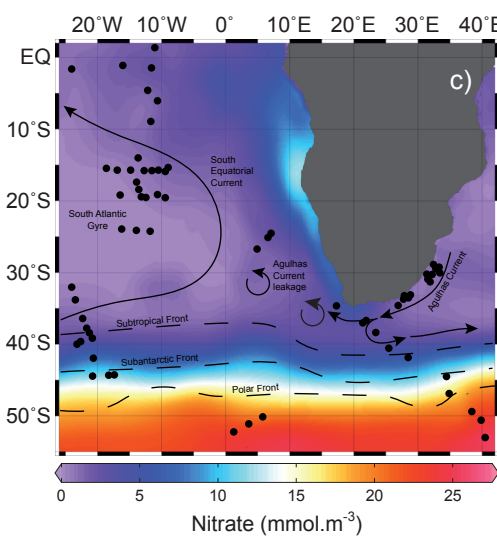 20°W 10°W 0° 10°E 20°E 30°E 40°E
EQ
c)
10°S
South
Equatorial
Current
20°S
South Atlantic
Gyre
Agulhas
Current
leakage
Agulhas Current
30°S
Subtropical Front
40°S
Subantarctic Front
Polar Front
50°S
0 5 10 15 20 25
Nitrate (mmol.m⁻³)